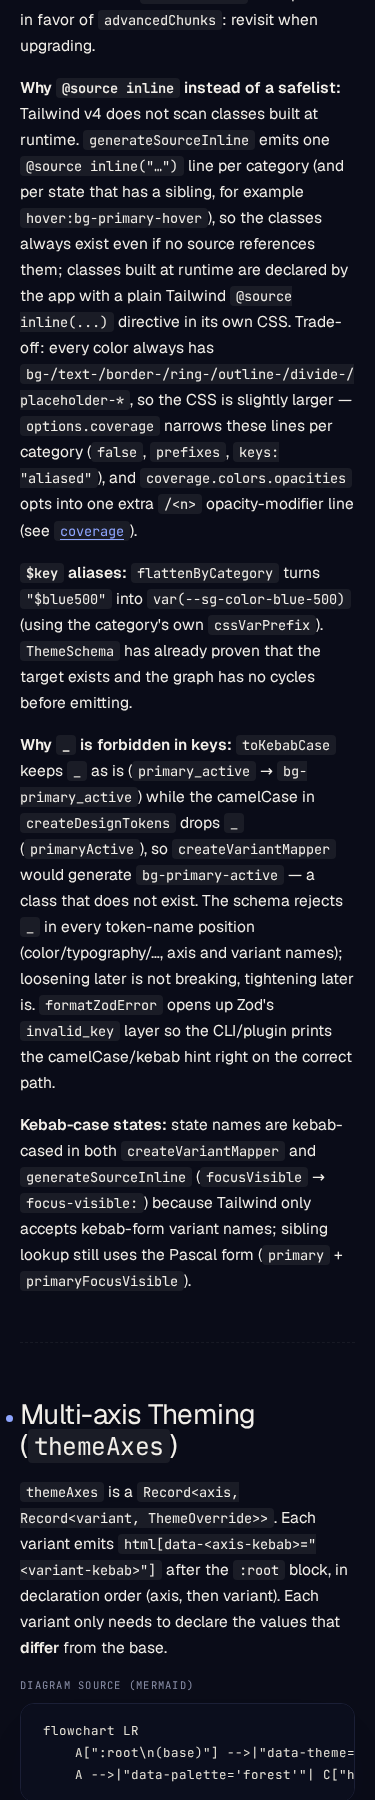 in favor of advancedChunks: revisit when
upgrading.
Why @source inline instead of a safelist:
Tailwind v4 does not scan classes built at
runtime. generateSourceInline emits one
@source inline("…") line per category (and
per state that has a sibling, for example
hover:bg-primary-hover), so the classes
always exist even if no source references
them; classes built at runtime are declared by
the app with a plain Tailwind @source
inline(...) directive in its own CSS. Trade-
off: every color always has
bg-/text-/border-/ring-/outline-/divide-/
placeholder-*, so the CSS is slightly larger —
options.coverage narrows these lines per
category (false, prefixes, keys:
"aliased"), and coverage.colors.opacities
opts into one extra /<n> opacity-modifier line
(see coverage).
$key aliases: flattenByCategory turns
"$blue500" into var(--sg-color-blue-500)
(using the category's own cssVarPrefix).
ThemeSchema has already proven that the
target exists and the graph has no cycles
before emitting.
Why _ is forbidden in keys: toKebabCase
keeps _ as is (primary_active → bg-
primary_active) while the camelCase in
createDesignTokens drops _
(primaryActive), so createVariantMapper
would generate bg-primary-active — a
class that does not exist. The schema rejects
_ in every token-name position
(color/typography/…, axis and variant names);
loosening later is not breaking, tightening later
is. formatZodError opens up Zod's
invalid_key layer so the CLI/plugin prints
the camelCase/kebab hint right on the correct
path.
Kebab-case states: state names are kebab-
cased in both createVariantMapper and
generateSourceInline (focusVisible →
focus-visible:) because Tailwind only
accepts kebab-form variant names; sibling
lookup still uses the Pascal form (primary +
primaryFocusVisible).
Multi-axis Theming
(themeAxes)
themeAxes is a Record<axis,
Record<variant, ThemeOverride>>. Each
variant emits html[data-<axis-kebab>="
<variant-kebab>"] after the :root block, in
declaration order (axis, then variant). Each
variant only needs to declare the values that
differ from the base.
DIAGRAM SOURCE (MERMAID)
flowchart LR
A[":root\n(base)"] -->|"data-theme=
A -->|"data-palette='forest'"| C["h